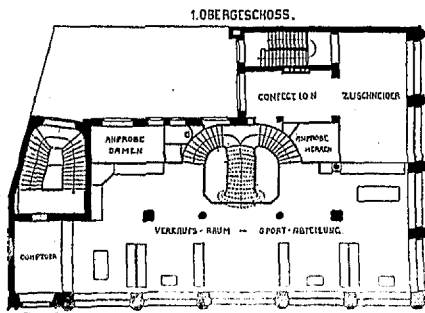 1. OBERGESCHOSS.
CONFECTION
ZUSCHNEIDER
ANPROBE
DAMEN
ANPROBE
HERREN
VERKAUFS-RAUM - SPORT-ABTEILUNG.
COMPTOIR